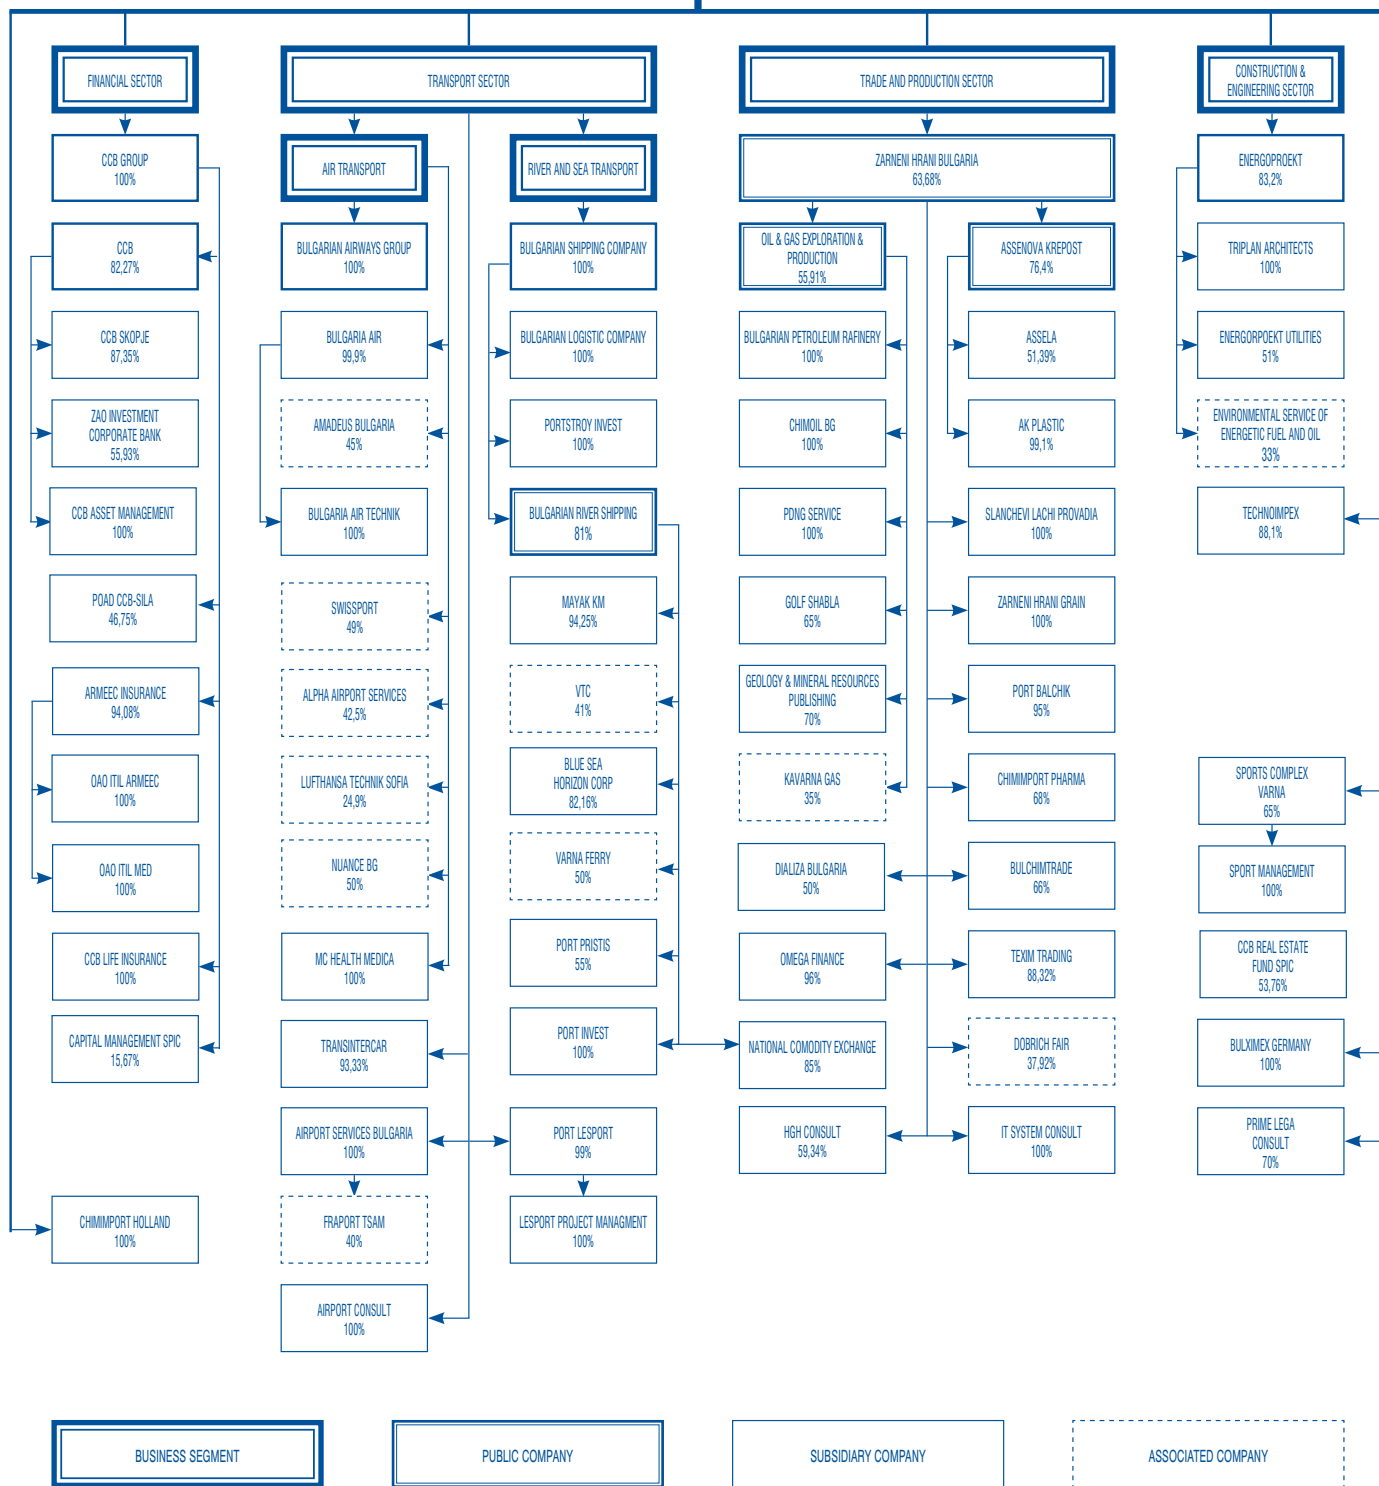 FINANCIAL SECTOR
CCB GROUP
100%
CCB
82,27%
CCB SKOPJE
87,35%
ZAO INVESTMENT
CORPORATE BANK
55,93%
CCB ASSET MANAGEMENT
100%
POAD CCB-SILA
46,75%
ARMEEC INSURANCE
94,08%
OAO ITIL ARMEEC
100%
OAO ITIL MED
100%
CCB LIFE INSURANCE
100%
CAPITAL MANAGEMENT SPIC
15,67%
CHIMIMPORT HOLLAND
100%
TRANSPORT SECTOR
AIR TRANSPORT
BULGARIAN AIRWAYS GROUP
100%
BULGARIA AIR
99,9%
AMADEUS BULGARIA
45%
BULGARIA AIR TECHNIK
100%
SWISSPORT
49%
ALPHA AIRPORT SERVICES
42,5%
LUFTHANSA TECHNIK SOFIA
24,9%
NUANCE BG
50%
MC HEALTH MEDICA
100%
TRANSINTERCAR
93,33%
AIRPORT SERVICES BULGARIA
100%
FRAPORT TSAM
40%
AIRPORT CONSULT
100%
RIVER AND SEA TRANSPORT
BULGARIAN SHIPPING COMPANY
100%
BULGARIAN LOGISTIC COMPANY
100%
PORTSTROY INVEST
100%
BULGARIAN RIVER SHIPPING
81%
MAYAK KM
94,25%
VTC
41%
BLUE SEA
HORIZON CORP
82,16%
VARNA FERRY
50%
PORT PRISTIS
55%
PORT INVEST
100%
PORT LESPORT
99%
LESPORT PROJECT MANAGMENT
100%
TRADE AND PRODUCTION SECTOR
ZARNENI HRANI BULGARIA
63,68%
OIL & GAS EXPLORATION &
PRODUCTION
55,91%
BULGARIAN PETROLEUM RAFINERY
100%
CHIMOIL BG
100%
PDNG SERVICE
100%
GOLF SHABLA
65%
GEOLOGY & MINERAL RESOURCES
PUBLISHING
70%
KAVARNA GAS
35%
DIALIZA BULGARIA
50%
OMEGA FINANCE
96%
NATIONAL COMODITY EXCHANGE
85%
HGH CONSULT
59,34%
ASSENOVA KREPOST
76,4%
ASSELA
51,39%
AK PLASTIC
99,1%
SLANCHEVI LACHI PROVADIA
100%
ZARNENI HRANI GRAIN
100%
PORT BALCHIK
95%
CHIMIMPORT PHARMA
68%
BULCHIMTRADE
66%
TEXIM TRADING
88,32%
DOBRICH FAIR
37,92%
IT SYSTEM CONSULT
100%
CONSTRUCTION &
ENGINEERING SECTOR
ENERGOPROEKT
83,2%
TRIPLAN ARCHITECTS
100%
ENERGORPOEKT UTILITIES
51%
ENVIRONMENTAL SERVICE OF
ENERGETIC FUEL AND OIL
33%
TECHNOIMPEX
88,1%
SPORTS COMPLEX
VARNA
65%
SPORT MANAGEMENT
100%
CCB REAL ESTATE
FUND SPIC
53,76%
BULXIMEX GERMANY
100%
PRIME LEGA
CONSULT
70%
BUSINESS SEGMENT
PUBLIC COMPANY
SUBSIDIARY COMPANY
ASSOCIATED COMPANY